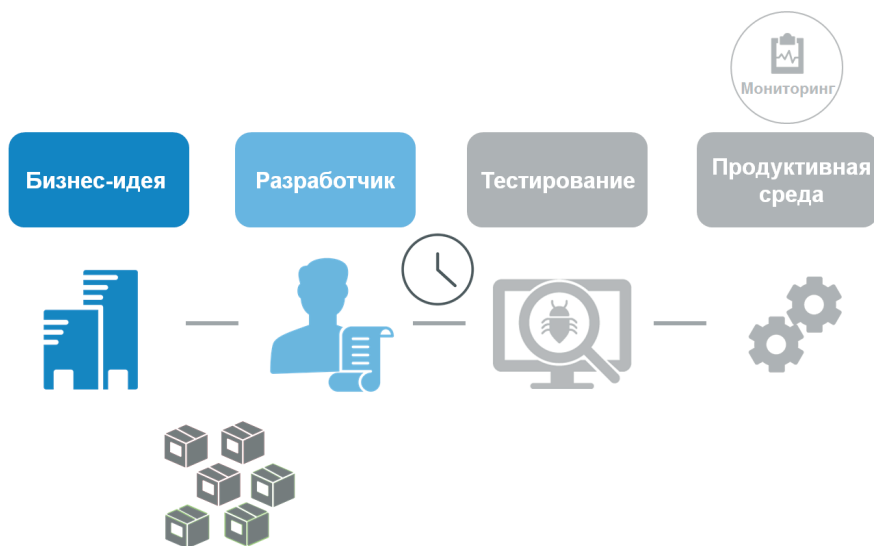 Мониторинг
Бизнес-идея
Разработчик
Тестирование
Продуктивная
среда